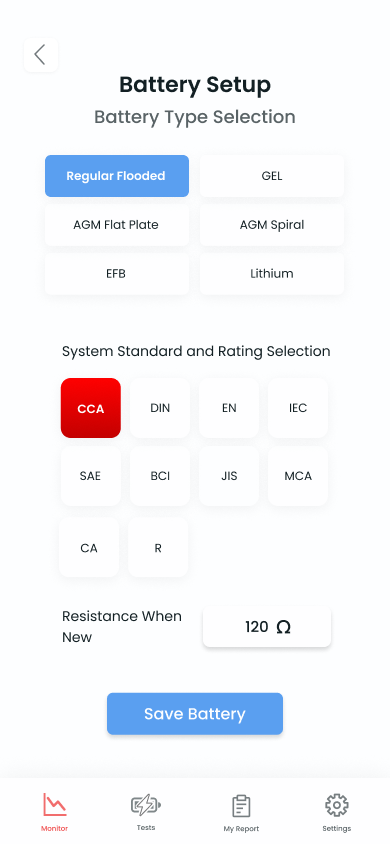 Battery Setup
Battery Type Selection
Regular Flooded
GEL
AGM Flat Plate
AGM Spiral
EFB
Lithium
System Standard and Rating Selection
CCA
DIN
EN
IEC
SAE
BCI
JIS
MCA
CA
R
Resistance When
New
120 Ω
Save Battery
Monitor
Tests
My Report
Settings